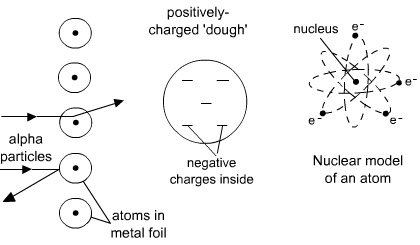 alpha
particles
atoms in
metal foil
positively-
charged 'dough'
negative
charges inside
nucleus
e⁻
e⁻
e⁻
e⁻
Nuclear model
of an atom